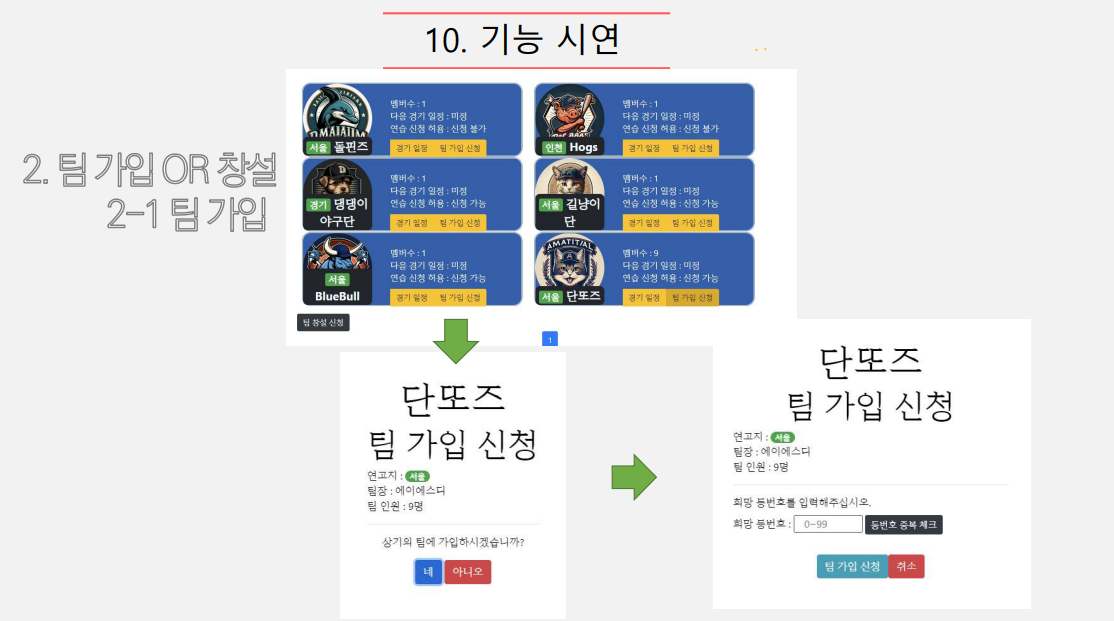 10. 기능 시연
2. 팀 가입 OR 창설
2-1 팀 가입
멤버수 : 1
다음 경기 일정 : 미정
연습 신청 허용 : 신청 불가
서울 돌핀즈
경기 일정 팀 가입 신청
멤버수 : 1
다음 경기 일정 : 미정
연습 신청 허용 : 신청 불가
인천 Hogs
경기 일정 팀 가입 신청
멤버수 : 1
다음 경기 일정 : 미정
연습 신청 허용 : 신청 가능
경기 댕댕이
야구단
경기 일정 팀 가입 신청
멤버수 : 1
다음 경기 일정 : 미정
연습 신청 허용 : 신청 가능
서울 길냥이
단
경기 일정 팀 가입 신청
멤버수 : 1
다음 경기 일정 : 미정
연습 신청 허용 : 신청 가능
서울
BlueBull
경기 일정 팀 가입 신청
AMATITIAL
멤버수 : 9
다음 경기 일정 : 미정
연습 신청 허용 : 신청 가능
서울 단또즈
경기 일정 팀 가입 신청
팀 창설 신청
1
단또즈
팀 가입 신청
연고지 : 서울
팀장 : 에이에스디
팀 인원 : 9명
상기의 팀에 가입하시겠습니까?
네 아니오
단또즈
팀 가입 신청
연고지 : 서울
팀장 : 에이에스디
팀 인원 : 9명
희망 등번호를 입력해주십시오.
희망 등번호 : 0~99 등번호 중복 체크
팀 가입 신청 취소